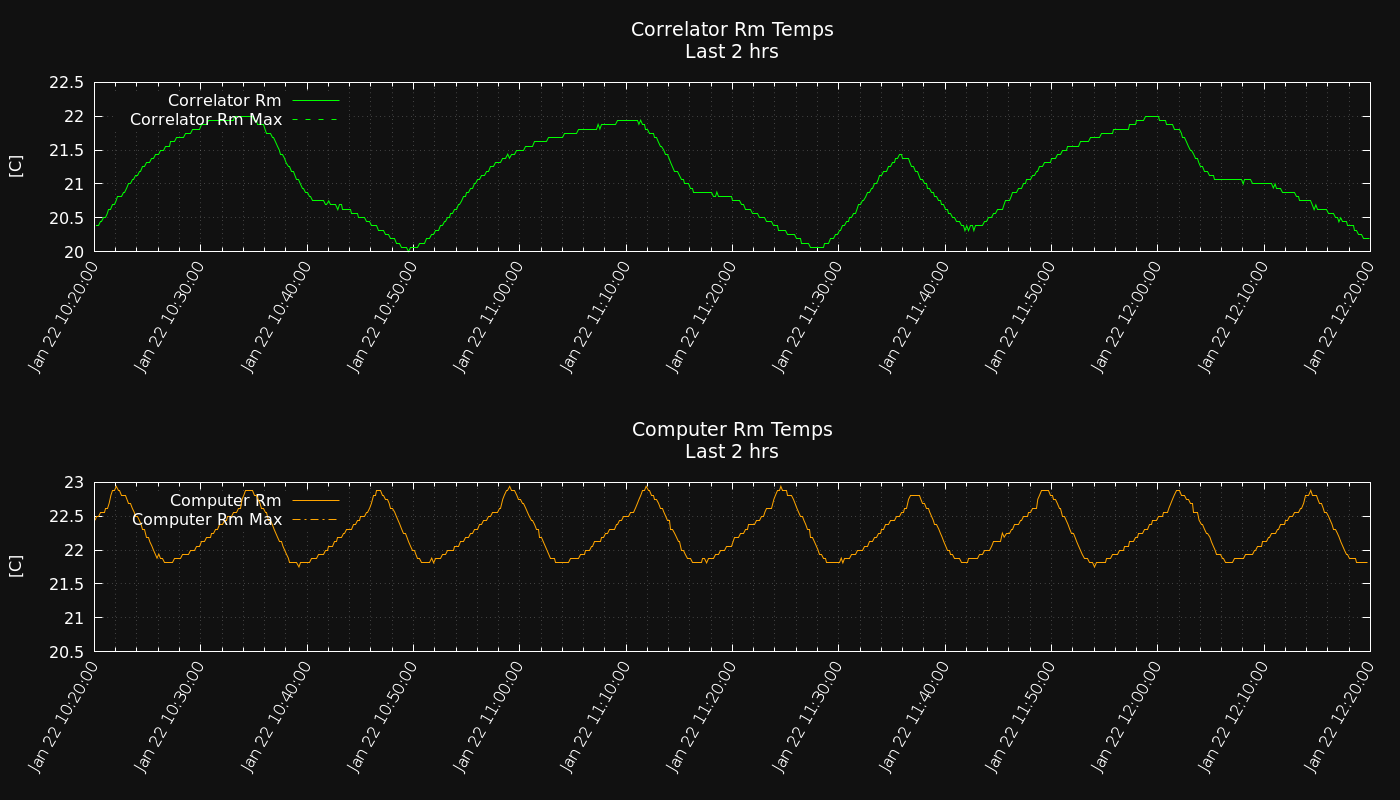 Correlator Rm Temps
Last 2 hrs
22.5
22
21.5
21
20.5
20
[C]
Correlator Rm
Correlator Rm Max
Jan 22 10:20:00
Jan 22 10:30:00
Jan 22 10:40:00
Jan 22 10:50:00
Jan 22 11:00:00
Jan 22 11:10:00
Jan 22 11:20:00
Jan 22 11:30:00
Jan 22 11:40:00
Jan 22 11:50:00
Jan 22 12:00:00
Jan 22 12:10:00
Jan 22 12:20:00
Computer Rm Temps
Last 2 hrs
23
22.5
22
21.5
21
20.5
[C]
Computer Rm
Computer Rm Max
Jan 22 10:20:00
Jan 22 10:30:00
Jan 22 10:40:00
Jan 22 10:50:00
Jan 22 11:00:00
Jan 22 11:10:00
Jan 22 11:20:00
Jan 22 11:30:00
Jan 22 11:40:00
Jan 22 11:50:00
Jan 22 12:00:00
Jan 22 12:10:00
Jan 22 12:20:00